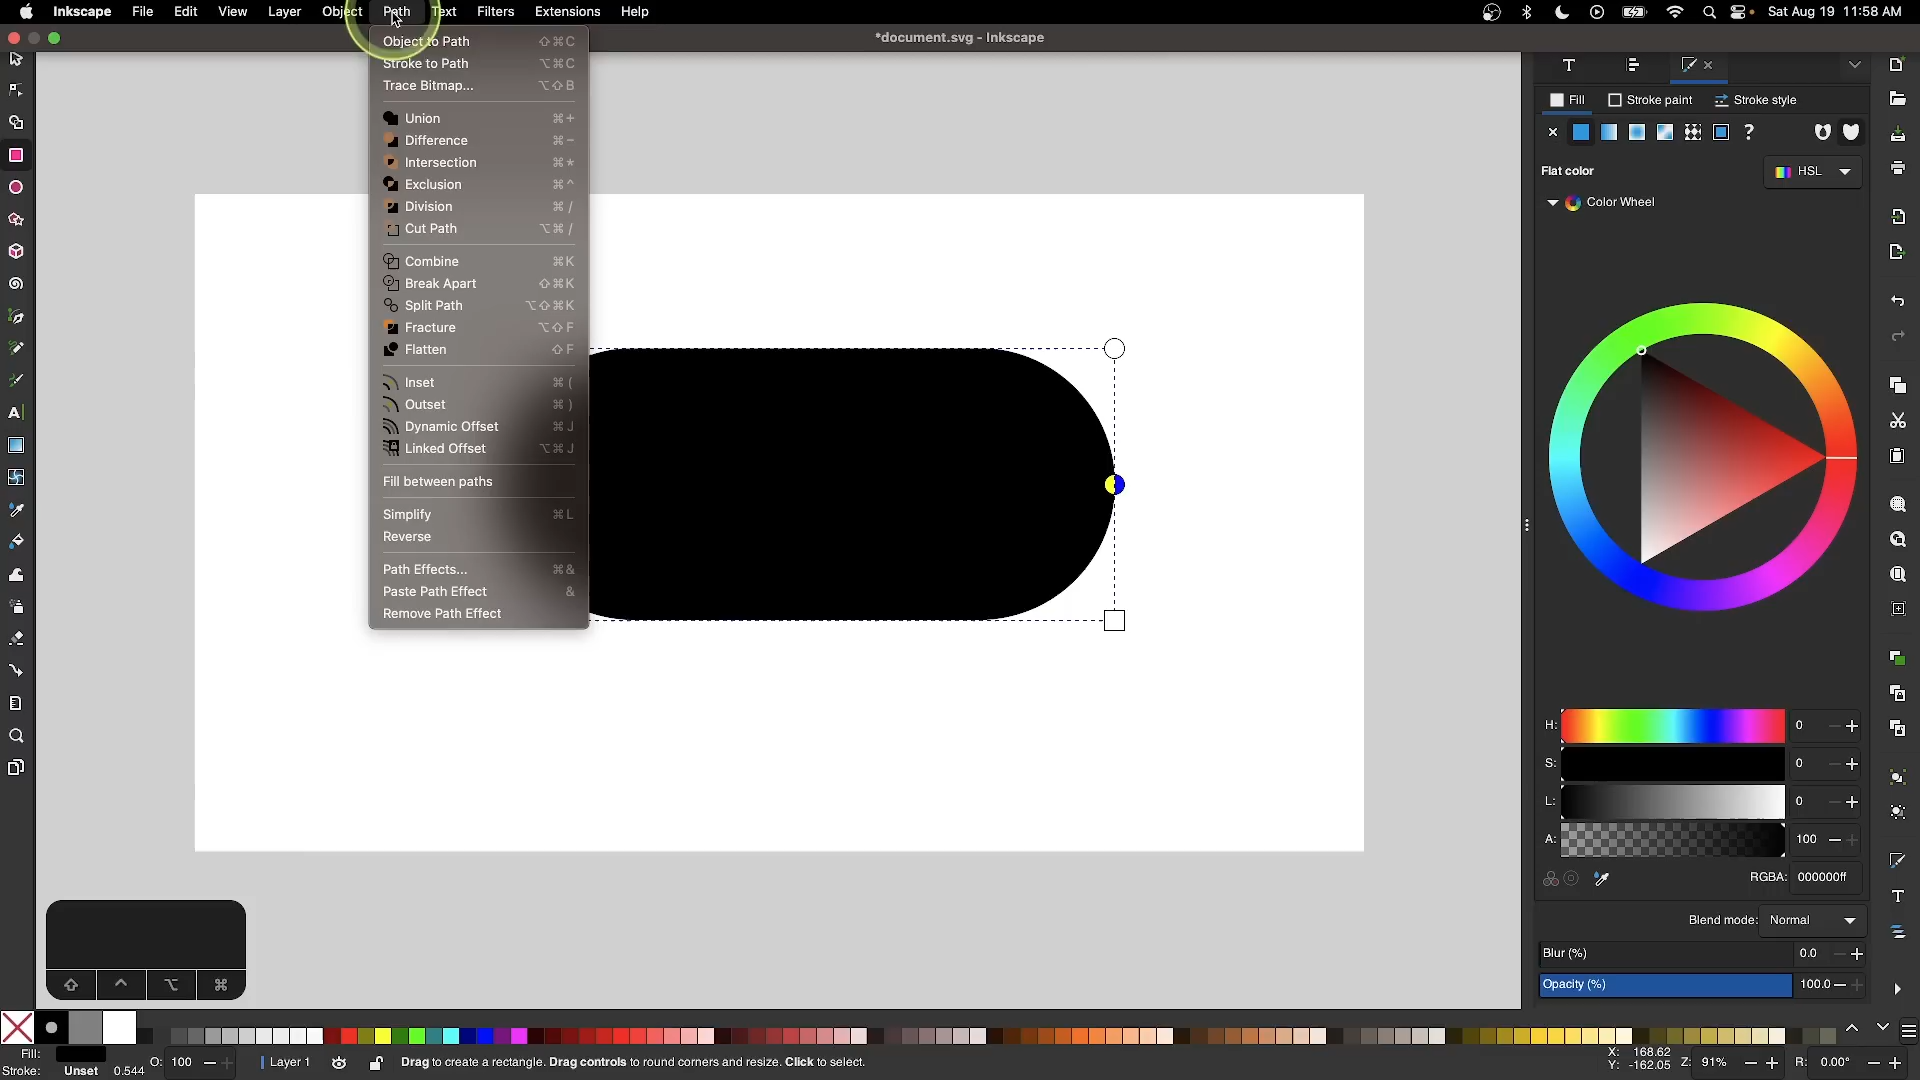 Inkscape File Edit View Layer Object Path Text Filters Extensions Help Sat Aug 19 11:58 AM
*document.svg - Inkscape
Object to Path ⇧⌘C
Stroke to Path ⌥⌘C
Trace Bitmap... ⌥⇧B
Union ⌘+
Difference ⌘−
Intersection ⌘*
Exclusion ⌘^
Division ⌘/
Cut Path ⌥⌘/
Combine ⌘K
Break Apart ⇧⌘K
Split Path ⌥⇧⌘K
Fracture ⌥⇧F
Flatten ⇧F
Inset ⌘(
Outset ⌘)
Dynamic Offset ⌘J
Linked Offset ⌥⌘J
Fill between paths
Simplify ⌘L
Reverse
Path Effects... ⌘&
Paste Path Effect &
Remove Path Effect
Fill Stroke paint Stroke style
Flat color HSL
Color Wheel
H: 0
S: 0
L: 0
A: 100
RGBA: 000000ff
Blend mode: Normal
Blur (%) 0.0
Opacity (%) 100.0
Fill:
Stroke: Unset 0.544
O: 100
Layer 1
Drag to create a rectangle. Drag controls to round corners and resize. Click to select.
X: 168.62
Y: -162.05
Z: 91%
R: 0.00°